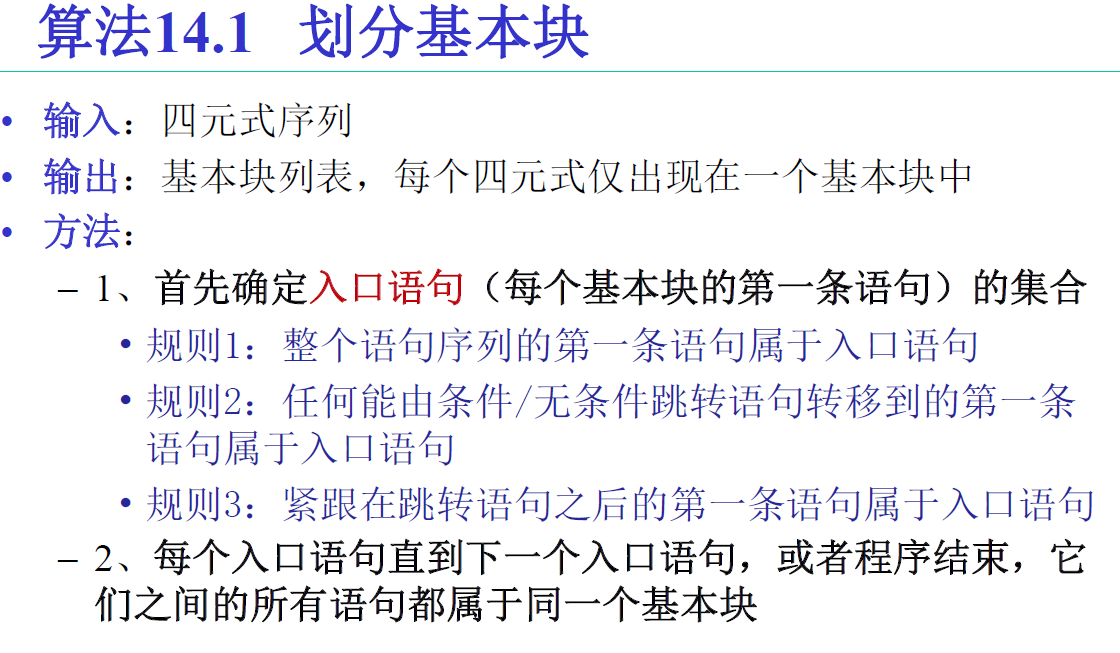 算法14.1 划分基本块
• 输入：四元式序列
• 输出：基本块列表，每个四元式仅出现在一个基本块中
• 方法：
– 1、首先确定入口语句（每个基本块的第一条语句）的集合
• 规则1：整个语句序列的第一条语句属于入口语句
• 规则2：任何能由条件/无条件跳转语句转移到的第一条
语句属于入口语句
• 规则3：紧跟在跳转语句之后的第一条语句属于入口语句
– 2、每个入口语句直到下一个入口语句，或者程序结束，它
们之间的所有语句都属于同一个基本块